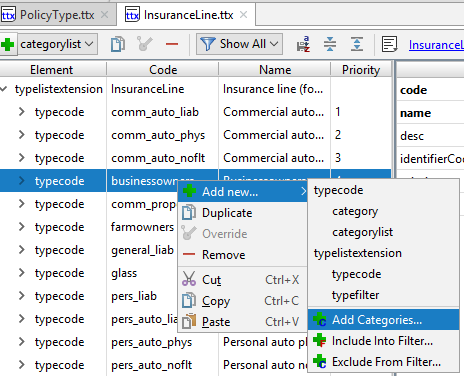 PolicyType.ttx InsuranceLine.ttx
categorylist Show All InsuranceLi
Element Code Name Priority
typelistextension InsuranceLine Insurance line (fo...
typecode comm_auto_liab Commercial auto... 1
typecode comm_auto_phys Commercial auto... 2
typecode comm_auto_noflt Commercial auto... 3
typecode businessowners
typecode comm_prop
typecode farmowners
typecode general_liab
typecode glass
typecode pers_liab
typecode pers_auto_liab
typecode pers_auto_phys Personal auto ph
typecode pers_auto_noflt Personal auto no
code
name
desc
identifierCod
Add new...
Duplicate
Override
Remove
Cut Ctrl+X
Copy Ctrl+C
Paste Ctrl+V
typecode
category
categorylist
typelistextension
typecode
typefilter
Add Categories...
Include Into Filter...
Exclude From Filter...